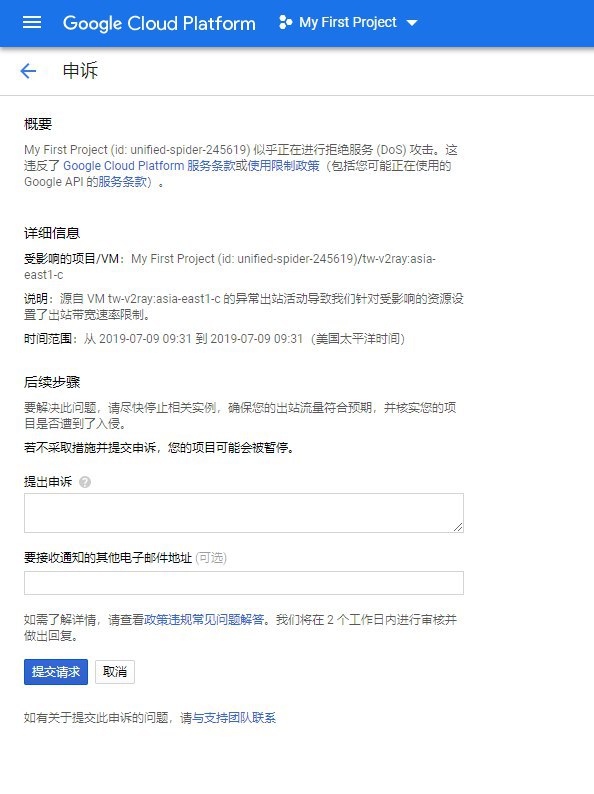 Google Cloud Platform My First Project
申诉
概要
My First Project (id: unified-spider-245619) 似乎正在进行拒绝服务 (DoS) 攻击。这
违反了 Google Cloud Platform 服务条款或使用限制政策（包括您可能正在使用的
Google API 的服务条款）。
详细信息
受影响的项目/VM：My First Project (id: unified-spider-245619)/tw-v2ray:asia-
east1-c
说明：源自 VM tw-v2ray:asia-east1-c 的异常出站活动导致我们针对受影响的资源设
置了出站带宽速率限制。
时间范围：从 2019-07-09 09:31 到 2019-07-09 09:31（美国太平洋时间）
后续步骤
要解决此问题，请尽快停止相关实例，确保您的出站流量符合预期，并核实您的项
目是否遭到了入侵。
若不采取措施并提交申诉，您的项目可能会被暂停。
提出申诉 ?
要接收通知的其他电子邮件地址 (可选)
如需了解详情，请查看政策违规常见问题解答。我们将在 2 个工作日内进行审核并
做出回复。
提交请求 取消
如有关于提交此申诉的问题，请与支持团队联系